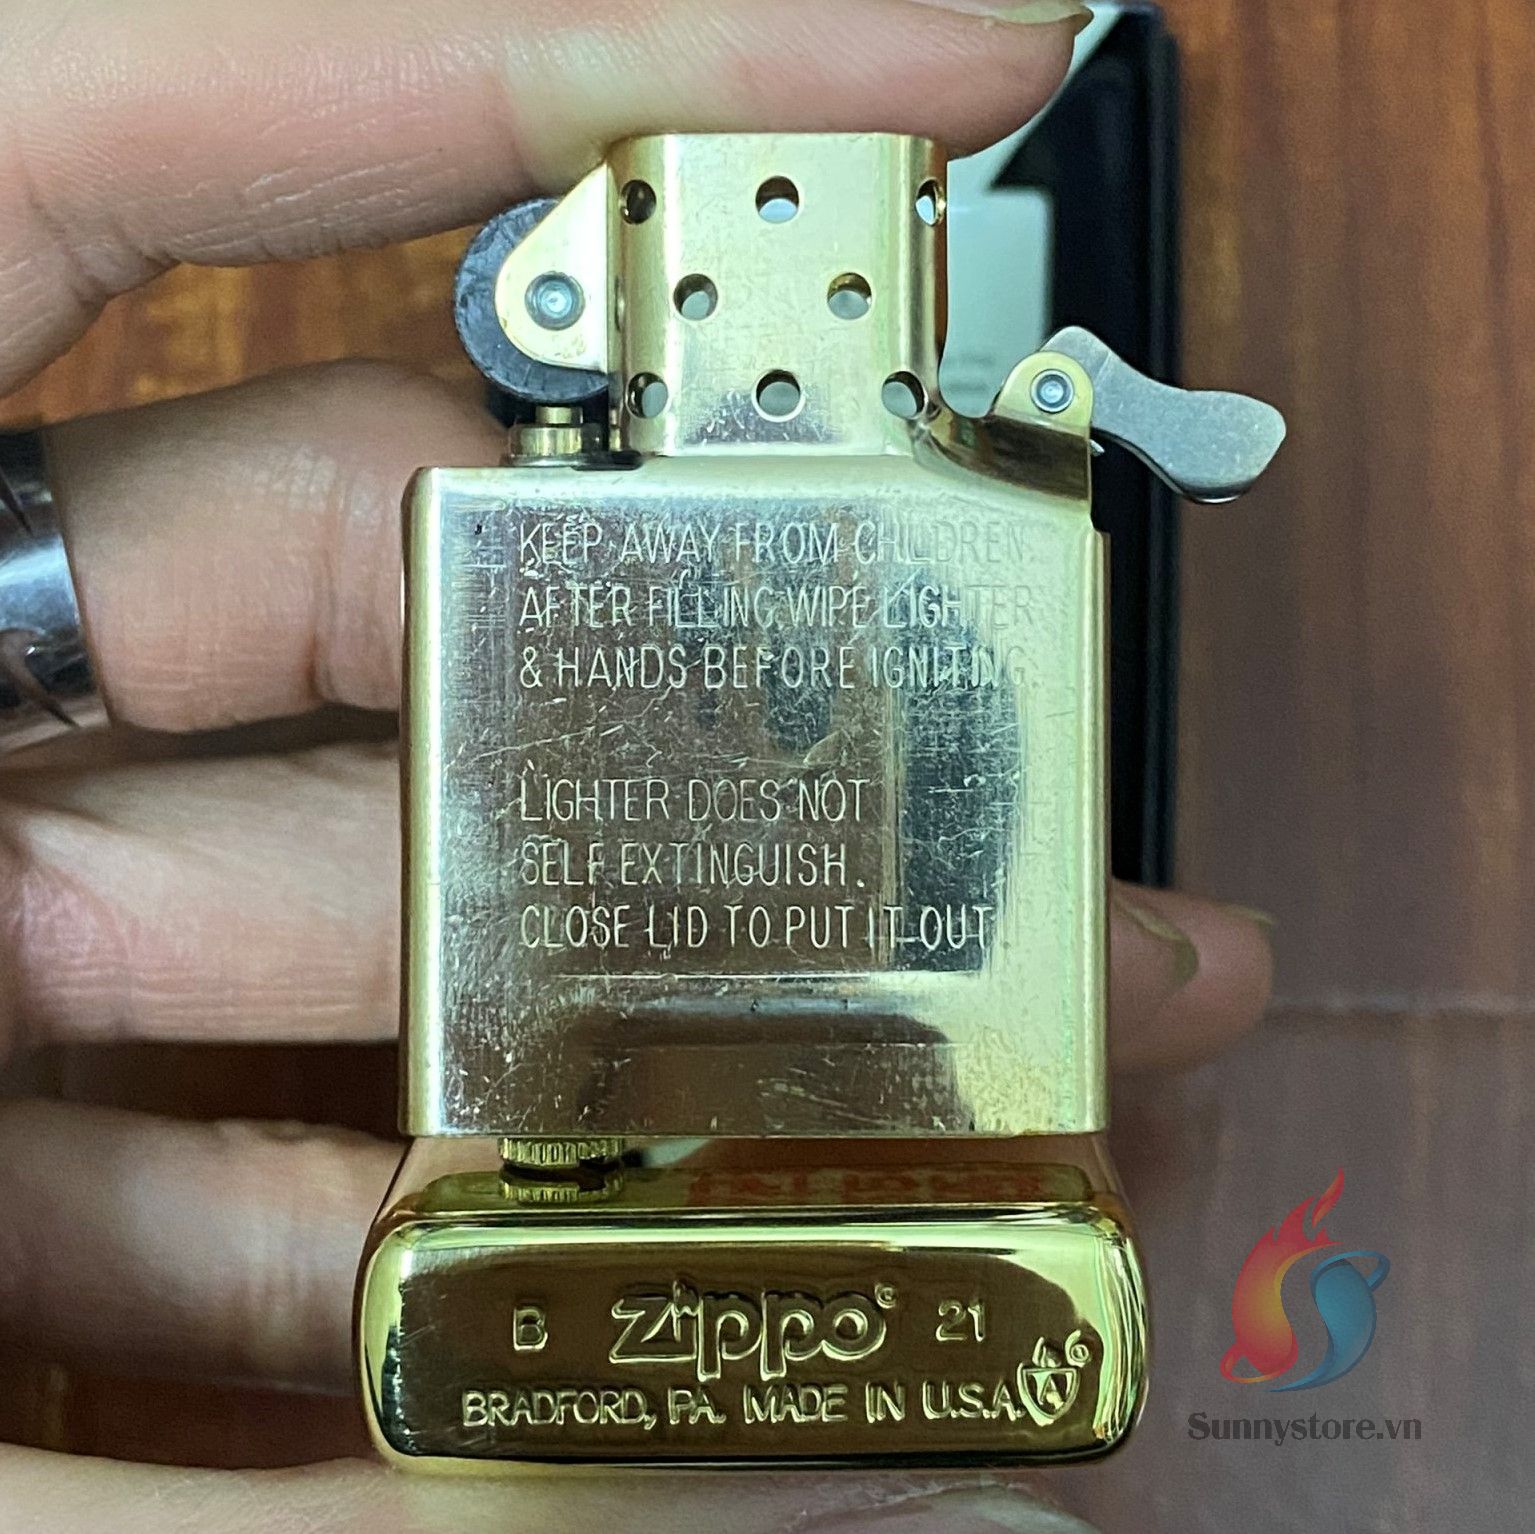 KEEP AWAY FROM CHILDREN.
AFTER FILLING, WIPE LIGHTER
& HANDS BEFORE IGNITING.
LIGHTER DOES NOT
SELF EXTINGUISH.
CLOSE LID TO PUT IT OUT.
B zippo 21
BRADFORD, PA. MADE IN U.S.A.
A
Sunnystore.vn